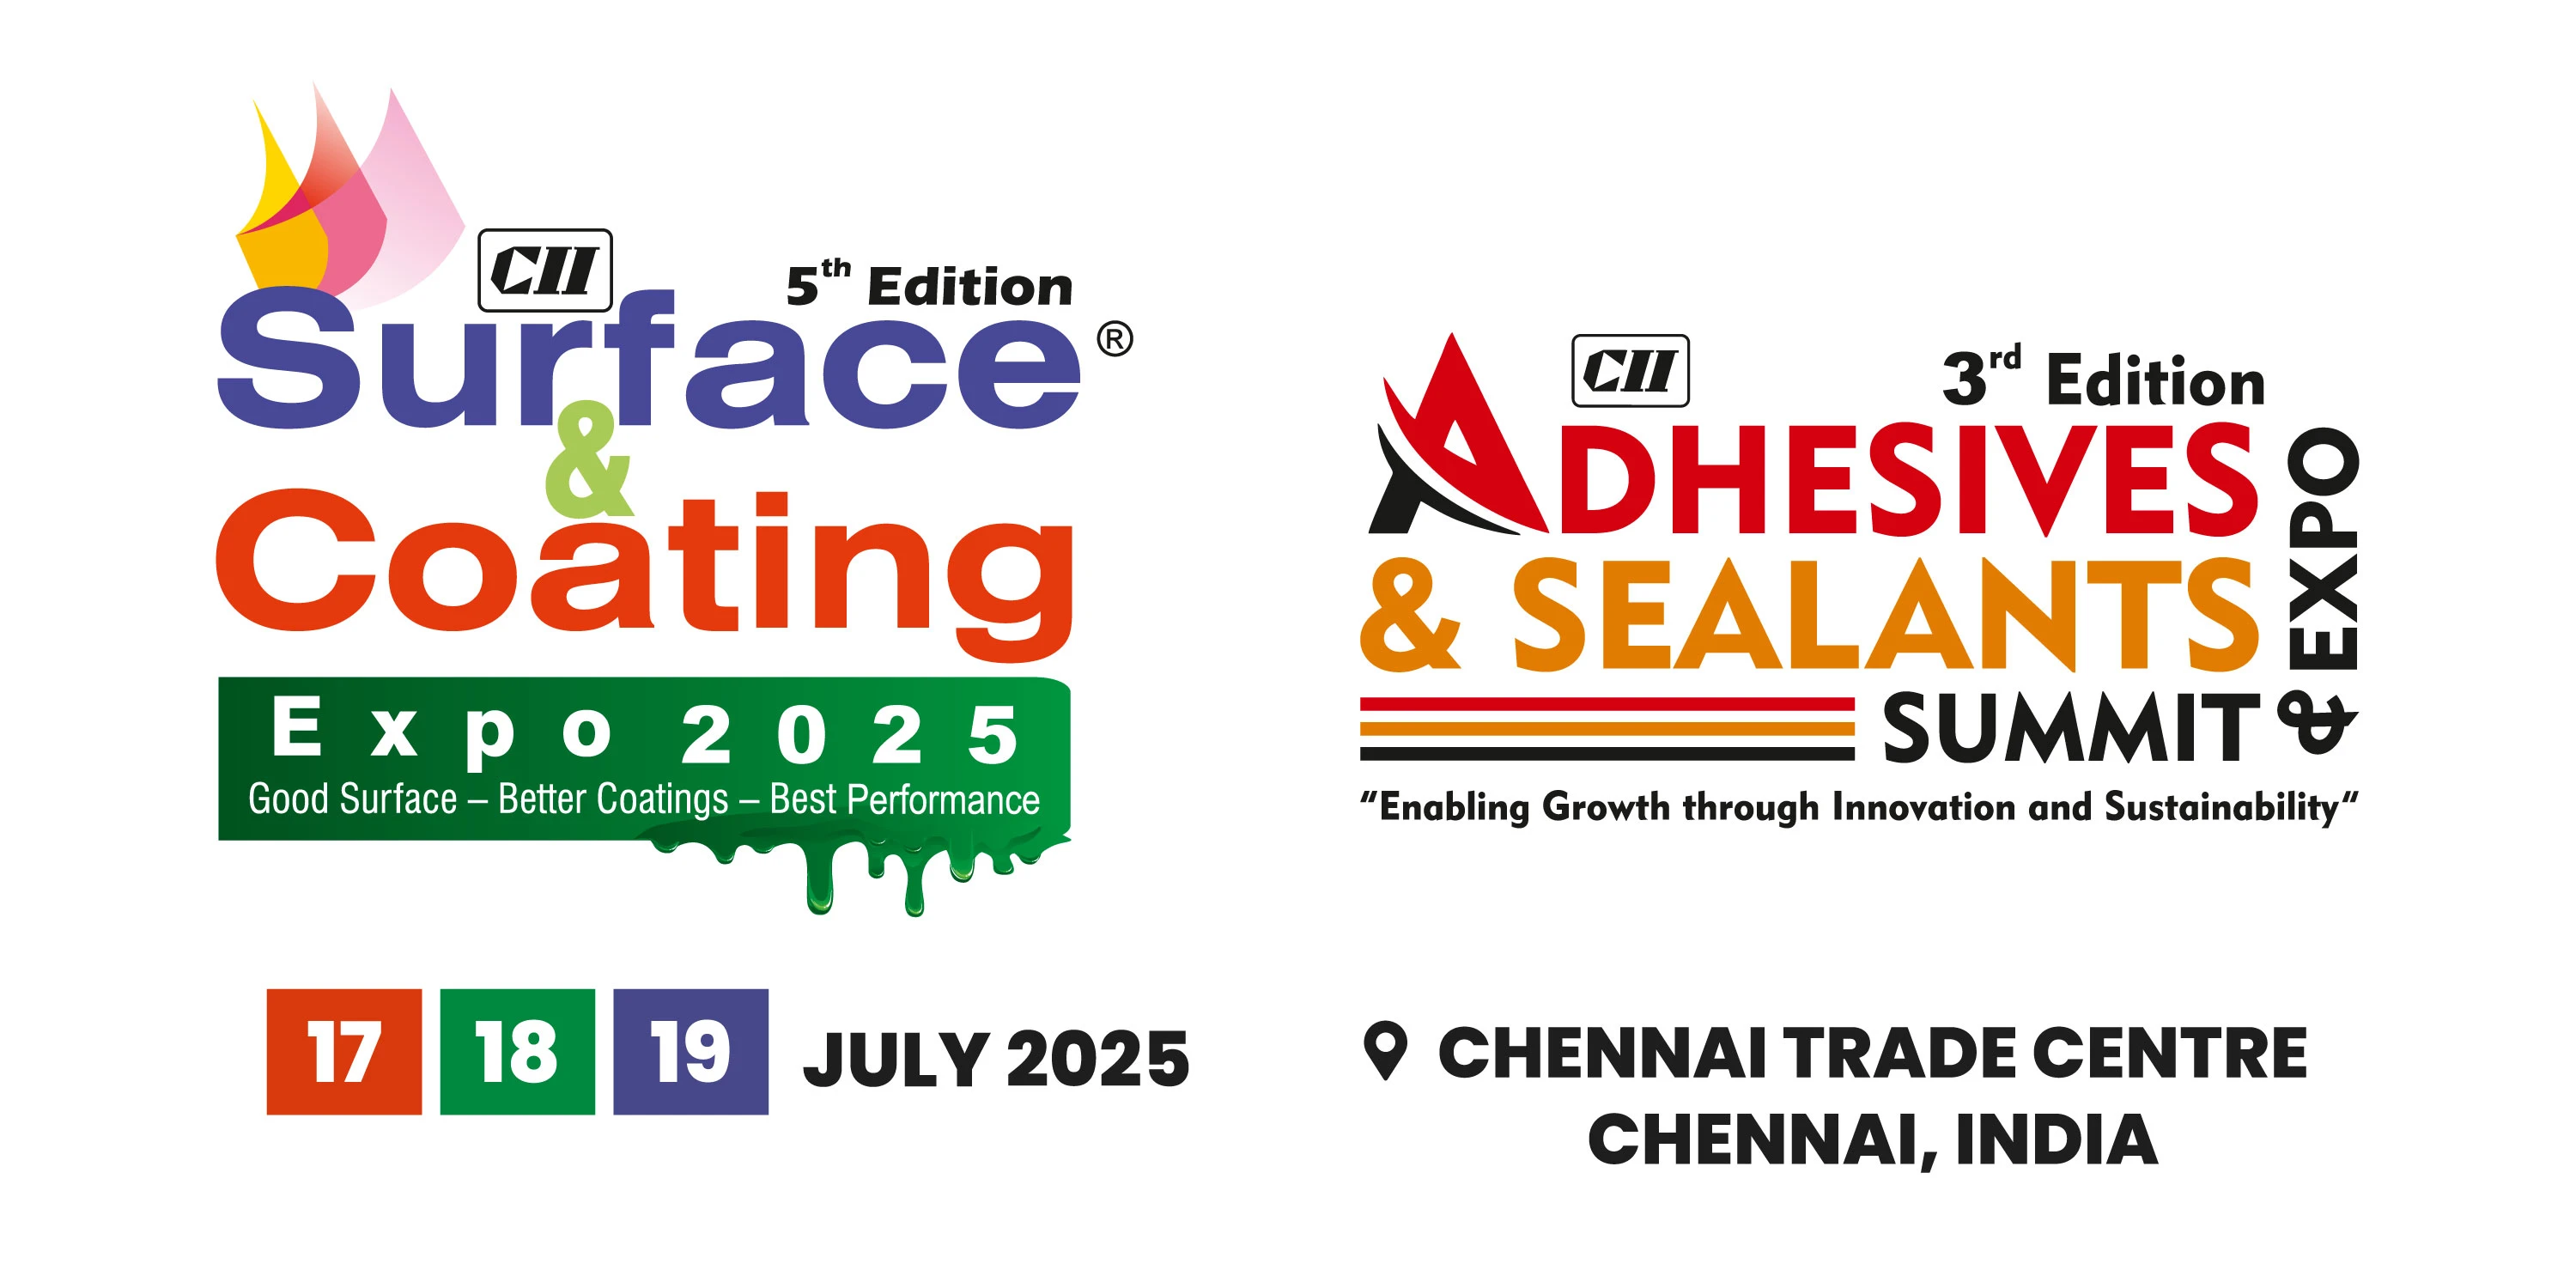 CII
5th Edition
Surface®
&
Coating
Expo 2025
Good Surface – Better Coatings – Best Performance
17 18 19 JULY 2025
CII
3rd Edition
ADHESIVES
& SEALANTS
SUMMIT & EXPO
“Enabling Growth through Innovation and Sustainability“
CHENNAI TRADE CENTRE
CHENNAI, INDIA